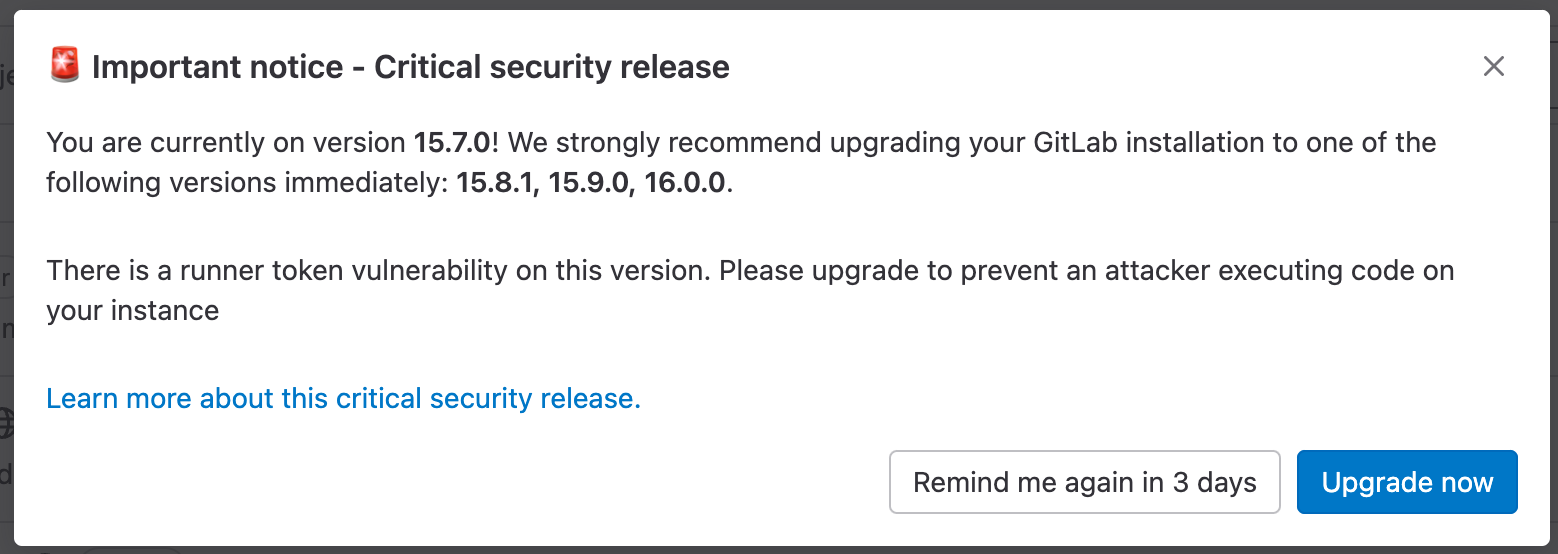 Important notice - Critical security release
You are currently on version 15.7.0! We strongly recommend upgrading your GitLab installation to one of the
following versions immediately: 15.8.1, 15.9.0, 16.0.0.
There is a runner token vulnerability on this version. Please upgrade to prevent an attacker executing code on
your instance
Learn more about this critical security release.
Remind me again in 3 days
Upgrade now